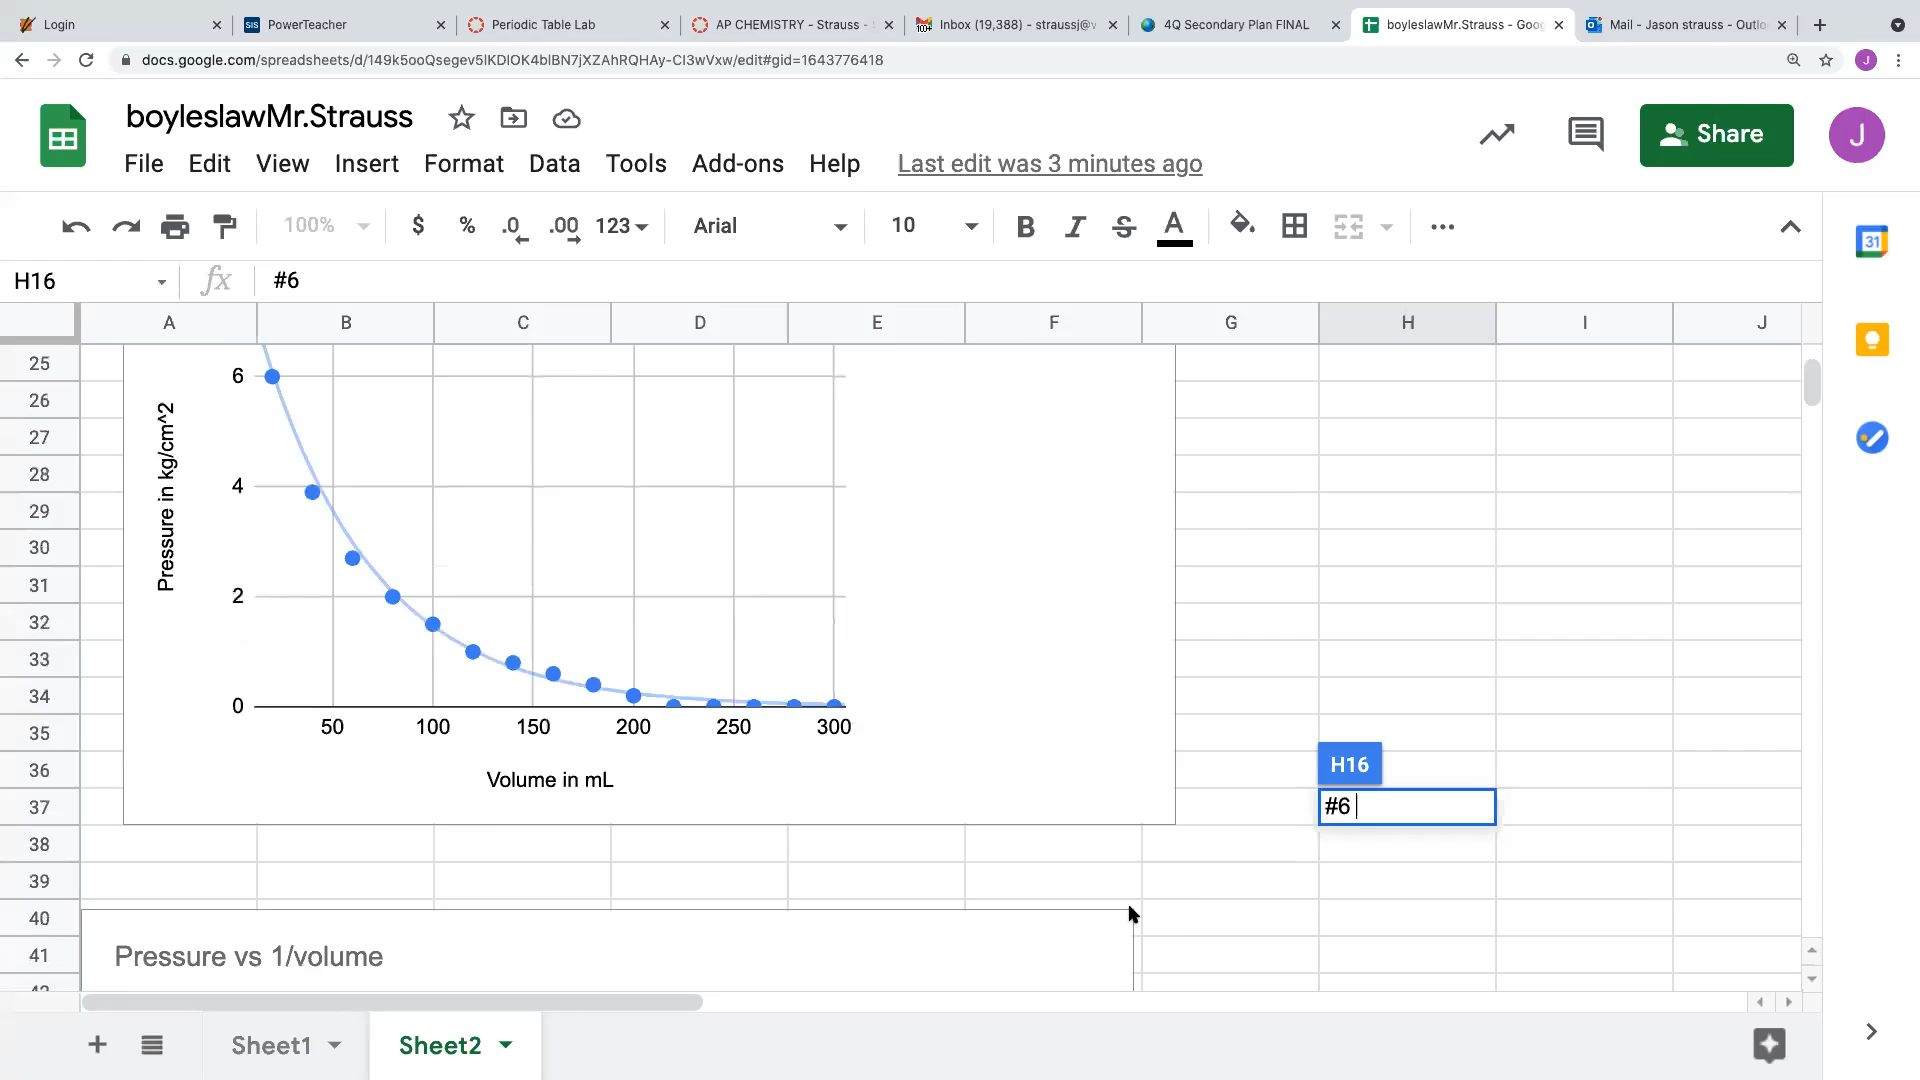 Login
SIS PowerTeacher
Periodic Table Lab
AP CHEMISTRY - Strauss -
Inbox (19,388) - straussj@v
4Q Secondary Plan FINAL
boyleslawMr.Strauss - Goog
Mail - Jason strauss - Outlo
docs.google.com/spreadsheets/d/149k5ooQsegev5lKDlOK4blBN7jXZAhRQHAy-CI3wVxw/edit#gid=1643776418
J
boyleslawMr.Strauss
Share
J
File Edit View Insert Format Data Tools Add-ons Help Last edit was 3 minutes ago
100% $ % .0 .00 123 Arial 10 B I S A
31
H16 fx #6
A B C D E F G H I J
25
26
27
28
29
30
31
32
33
34
35
36
37
38
39
40
41
42
Pressure in kg/cm^2
6
4
2
0
50 100 150 200 250 300
Volume in mL
H16
#6
Pressure vs 1/volume
Sheet1 Sheet2